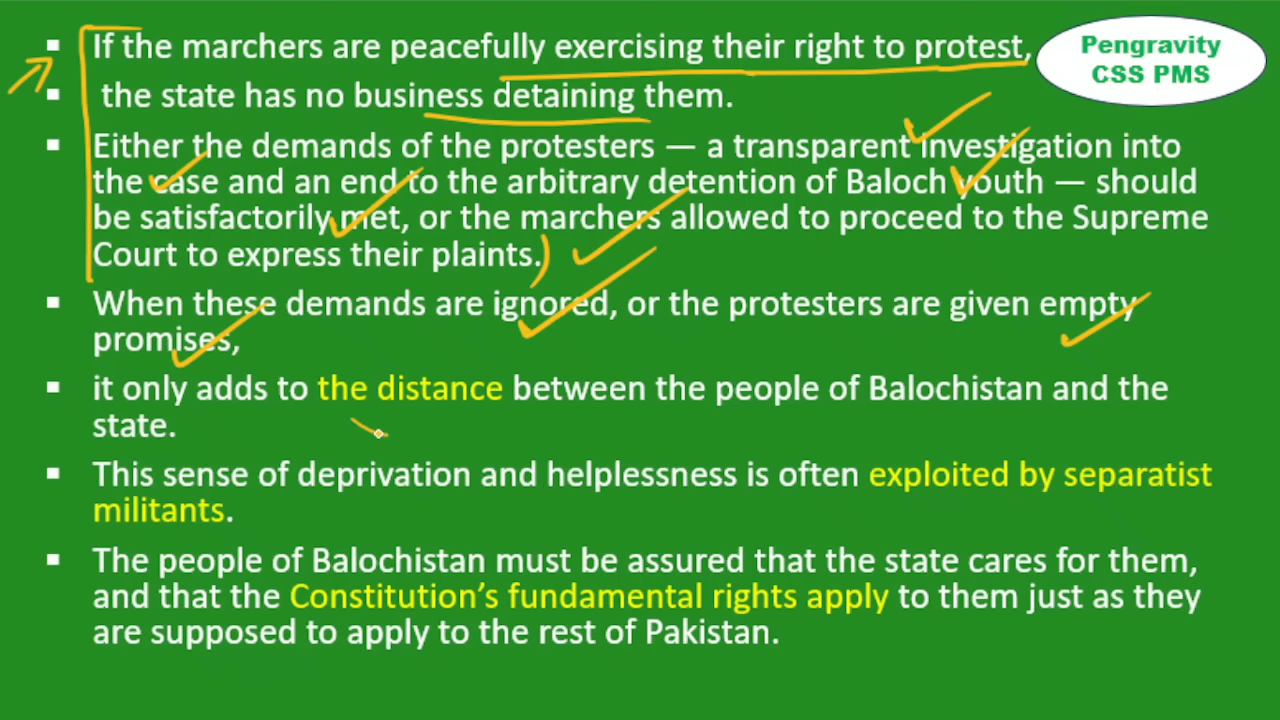 If the marchers are peacefully exercising their right to protest,
Pengravity
CSS PMS
the state has no business detaining them.
Either the demands of the protesters — a transparent investigation into
the case and an end to the arbitrary detention of Baloch youth — should
be satisfactorily met, or the marchers allowed to proceed to the Supreme
Court to express their plaints.
When these demands are ignored, or the protesters are given empty
promises,
it only adds to the distance between the people of Balochistan and the
state.
This sense of deprivation and helplessness is often exploited by separatist
militants.
The people of Balochistan must be assured that the state cares for them,
and that the Constitution’s fundamental rights apply to them just as they
are supposed to apply to the rest of Pakistan.